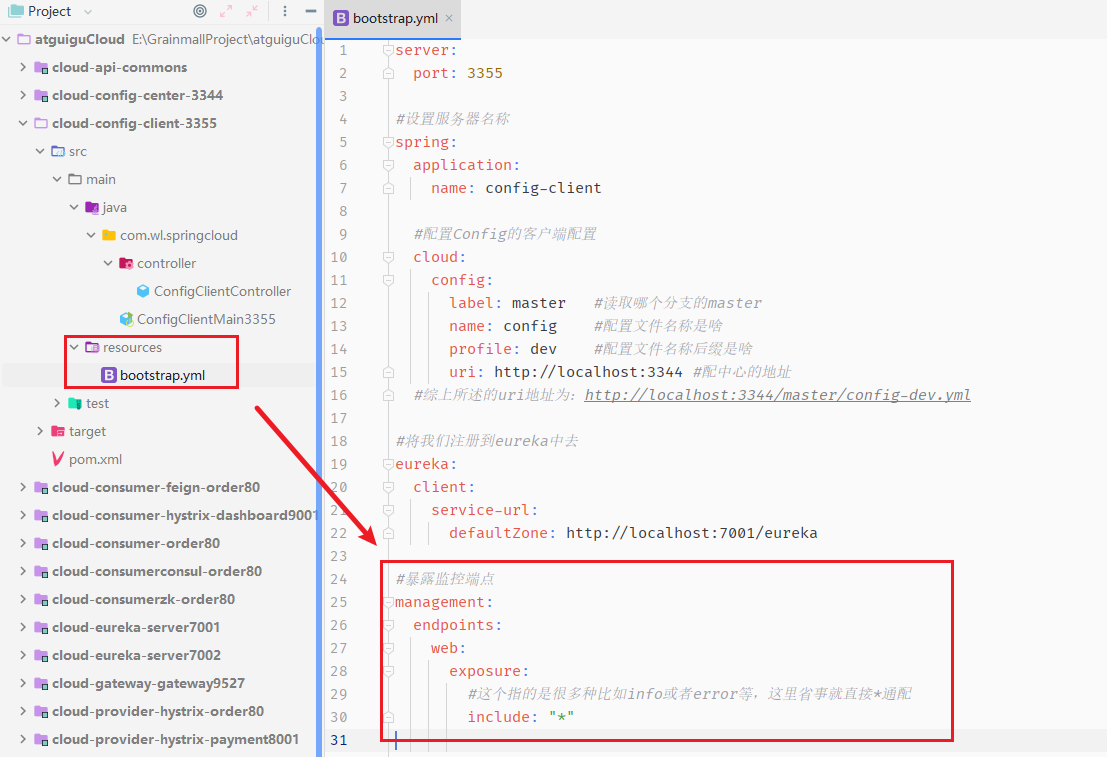 Project
atguiguCloud E:\GrainmallProject\atguiguClou
cloud-api-commons
cloud-config-center-3344
cloud-config-client-3355
src
main
java
com.wl.springcloud
controller
ConfigClientController
ConfigClientMain3355
resources
bootstrap.yml
test
target
pom.xml
cloud-consumer-feign-order80
cloud-consumer-hystrix-dashboard9001
cloud-consumer-order80
cloud-consumerconsul-order80
cloud-consumerzk-order80
cloud-eureka-server7001
cloud-eureka-server7002
cloud-gateway-gateway9527
cloud-provider-hystrix-order80
cloud-provider-hystrix-payment8001
bootstrap.yml
1 server:
2 port: 3355
3
4 #设置服务器名称
5 spring:
6 application:
7 name: config-client
8
9 #配置Config的客户端配置
10 cloud:
11 config:
12 label: master #读取哪个分支的master
13 name: config #配置文件名称是啥
14 profile: dev #配置文件名称后缀是啥
15 uri: http://localhost:3344 #配中心的地址
16 #综上所述的uri地址为：http://localhost:3344/master/config-dev.yml
17
18 #将我们注册到eureka中去
19 eureka:
20 client:
21 service-url:
22 defaultZone: http://localhost:7001/eureka
23
24 #暴露监控端点
25 management:
26 endpoints:
27 web:
28 exposure:
29 #这个指的是很多种比如info或者error等，这里省事就直接*通配
30 include: "*"
31